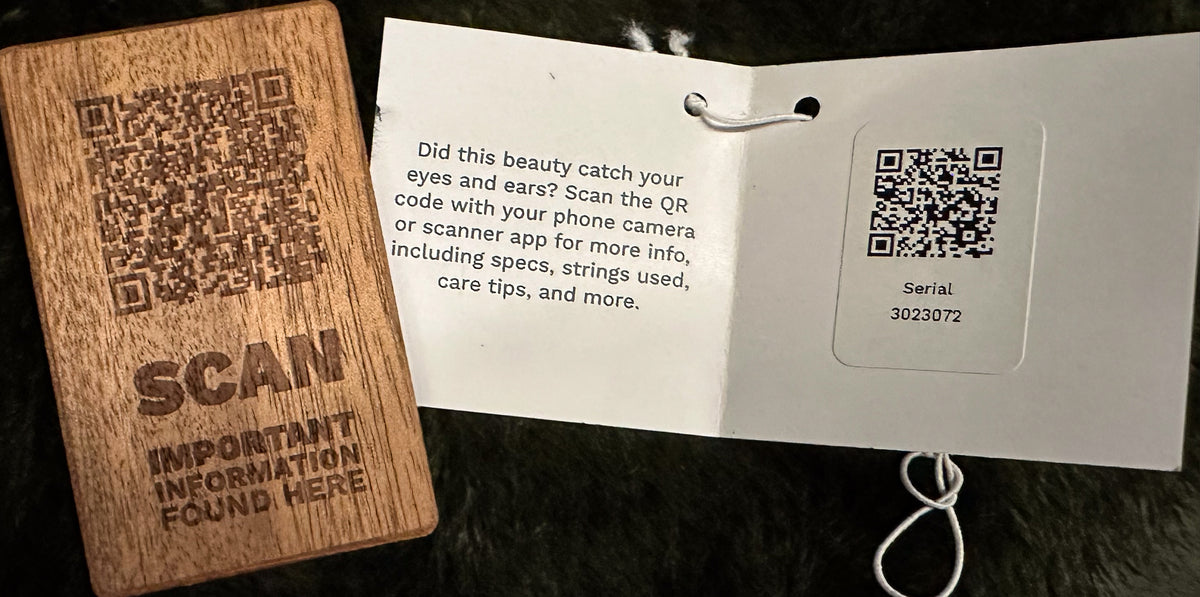 SCAN
IMPORTANT
INFORMATION
FOUND HERE
Did this beauty catch your
eyes and ears? Scan the QR
code with your phone camera
or scanner app for more info,
including specs, strings used,
care tips, and more.
Serial
3023072